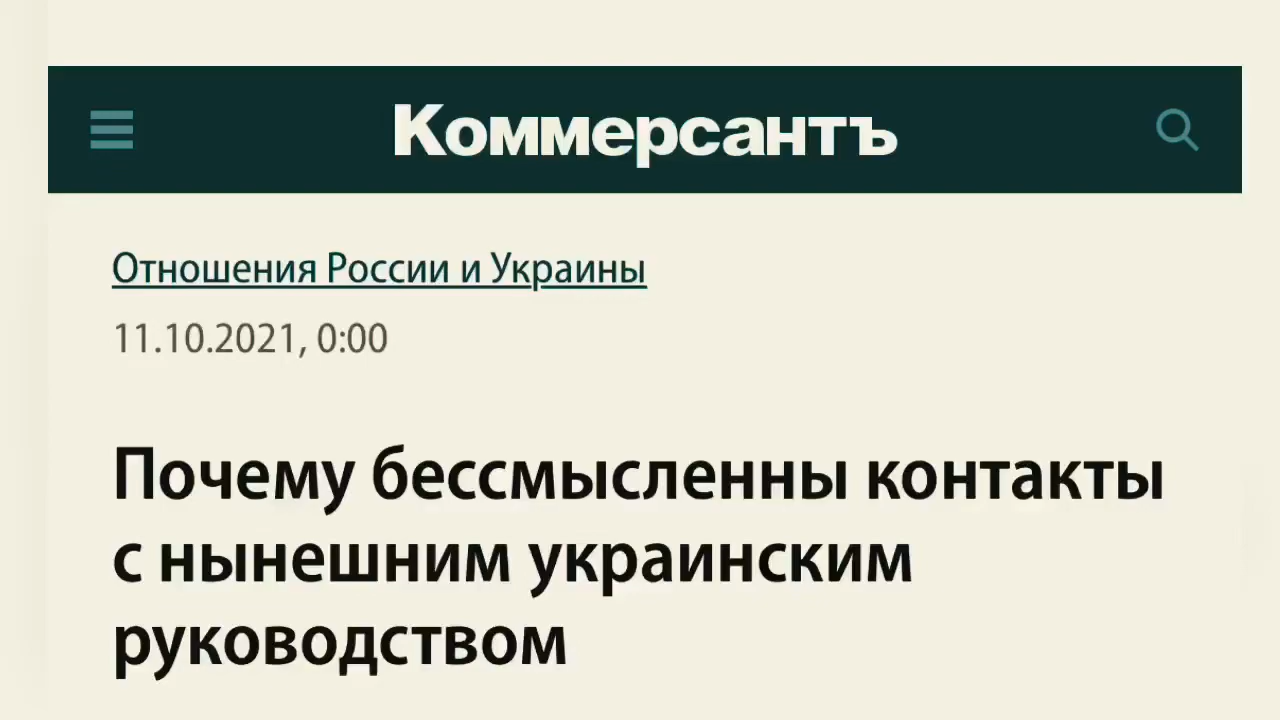 Коммерсантъ
Отношения России и Украины
11.10.2021, 0:00
Почему бессмысленны контакты
с нынешним украинским
руководством